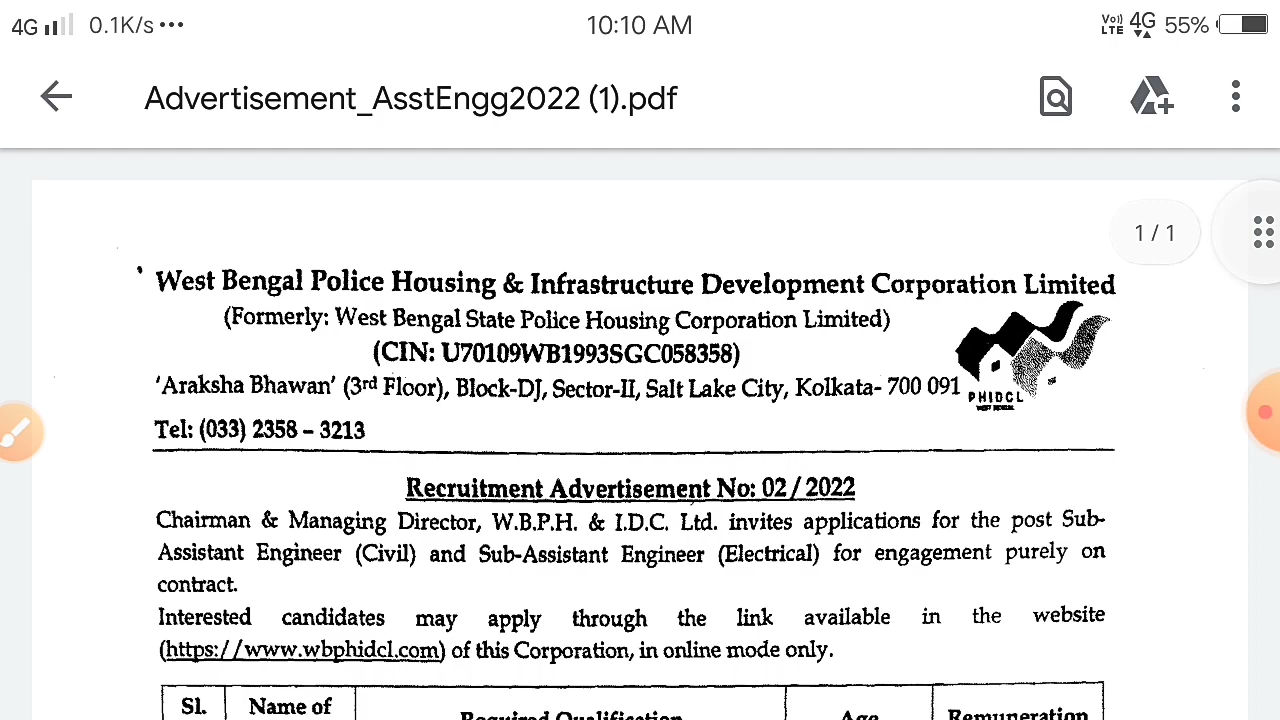 4G 0.1K/s ••• 10:10 AM Vo)) LTE 4G 55%
Advertisement_AsstEngg2022 (1).pdf
1 / 1
West Bengal Police Housing & Infrastructure Development Corporation Limited
(Formerly: West Bengal State Police Housing Corporation Limited)
(CIN: U70109WB1993SGC058358)
'Araksha Bhawan' (3rd Floor), Block-DJ, Sector-II, Salt Lake City, Kolkata- 700 091
PHIDCL
WEST BENGAL
Tel: (033) 2358 – 3213
Recruitment Advertisement No: 02 / 2022
Chairman & Managing Director, W.B.P.H. & I.D.C. Ltd. invites applications for the post Sub-
Assistant Engineer (Civil) and Sub-Assistant Engineer (Electrical) for engagement purely on
contract.
Interested candidates may apply through the link available in the website
(https://www.wbphidcl.com) of this Corporation, in online mode only.
Sl. Name of Required Qualification Age Remuneration